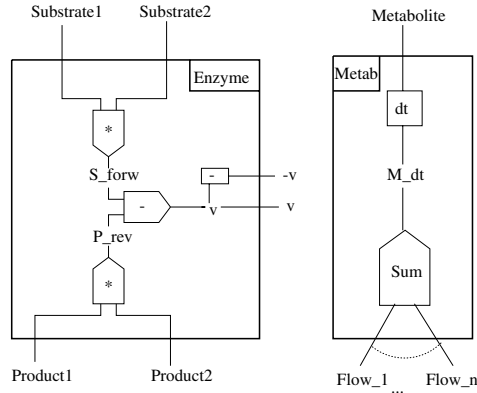 Substrate1 Substrate2
Enzyme
*
S_forw
-
- -v
v v
P_rev
*
Product1 Product2
Metabolite
Metab
dt
M_dt
Sum
Flow_1 ... Flow_n